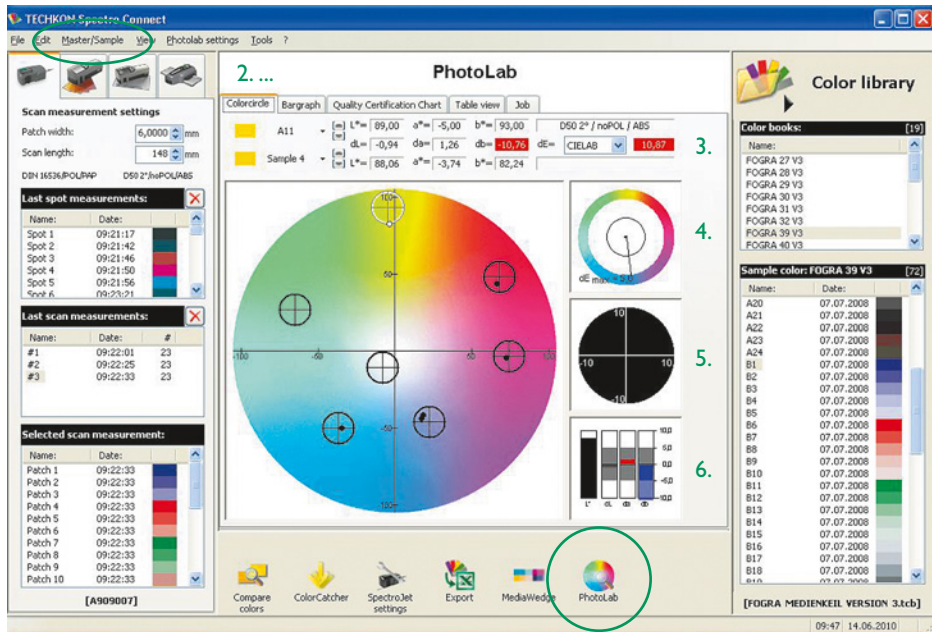 TECHKON Spectro Connect
File Edit Master/Sample View Photolab settings Tools ?
Scan measurement settings
Patch width: 6,0000 mm
Scan length: 148 mm
DIN 16536/POL/PAP D50 2°/noPOL/ABS
Last spot measurements:
Name: Date:
Spot 1 09:21:17
Spot 2 09:21:42
Spot 3 09:21:46
Spot 4 09:21:50
Spot 5 09:21:56
Spot 6 09:23:21
Last scan measurements:
Name: Date: #
#1 09:22:01 23
#2 09:22:25 23
#3 09:22:33 23
Selected scan measurement:
Name: Date:
Patch 1 09:22:33
Patch 2 09:22:33
Patch 3 09:22:33
Patch 4 09:22:33
Patch 5 09:22:33
Patch 6 09:22:33
Patch 7 09:22:33
Patch 8 09:22:33
Patch 9 09:22:33
Patch 10 09:22:33
[A909007]
2. ...
PhotoLab
Colorcircle Bargraph Quality Certification Chart Table view Job
A11 L*= 89,00 a*= -5,00 b*= 93,00 D50 2° / noPOL / ABS
dL= -0,94 da= 1,26 db= -10,76 dE= CIELAB 10,87
Sample 4 L*= 88,06 a*= -3,74 b*= 82,24
3.
100
50
-100 -50 50 100
-50
-100
4.
dE max = 5,0
5.
10
-10 10
-10
6.
10,0
5,0
0,0
-5,0
-10,0
L* dL da db
Compare colors
ColorCatcher
SpectroJet settings
Export
MediaWedge
PhotoLab
Color library
Color books: [19]
Name:
FOGRA 27 V3
FOGRA 28 V3
FOGRA 29 V3
FOGRA 30 V3
FOGRA 31 V3
FOGRA 32 V3
FOGRA 39 V3
FOGRA 40 V3
Sample color: FOGRA 39 V3 [72]
Name: Date:
A20 07.07.2008
A21 07.07.2008
A22 07.07.2008
A23 07.07.2008
A24 07.07.2008
B1 07.07.2008
B2 07.07.2008
B3 07.07.2008
B4 07.07.2008
B5 07.07.2008
B6 07.07.2008
B7 07.07.2008
B8 07.07.2008
B9 07.07.2008
B10 07.07.2008
B11 07.07.2008
B12 07.07.2008
B13 07.07.2008
B14 07.07.2008
B15 07.07.2008
B16 07.07.2008
B17 07.07.2008
B18 07.07.2008
B19 07.07.2008
[FOGRA MEDIENKEIL VERSION 3.tcb]
09:47 14.06.2010